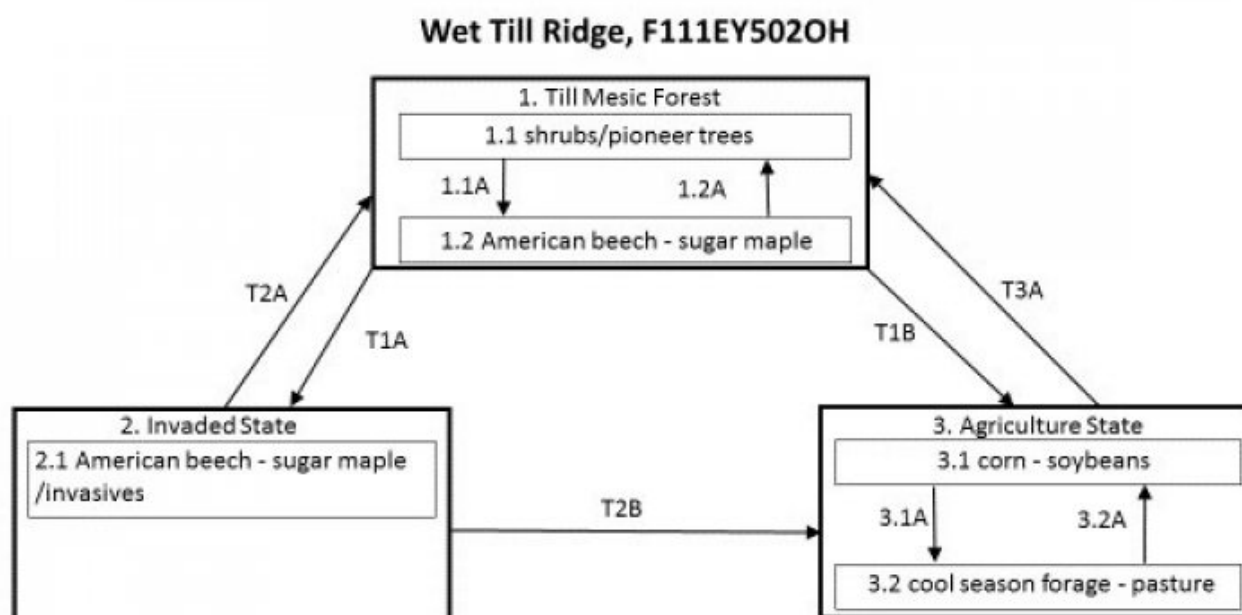 Wet Till Ridge, F111EY502OH
1. Till Mesic Forest
1.1 shrubs/pioneer trees
1.1A
1.2A
1.2 American beech - sugar maple
T2A
T1A
T1B
T3A
2. Invaded State
2.1 American beech - sugar maple
/invasives
T2B
3. Agriculture State
3.1 corn - soybeans
3.1A
3.2A
3.2 cool season forage - pasture